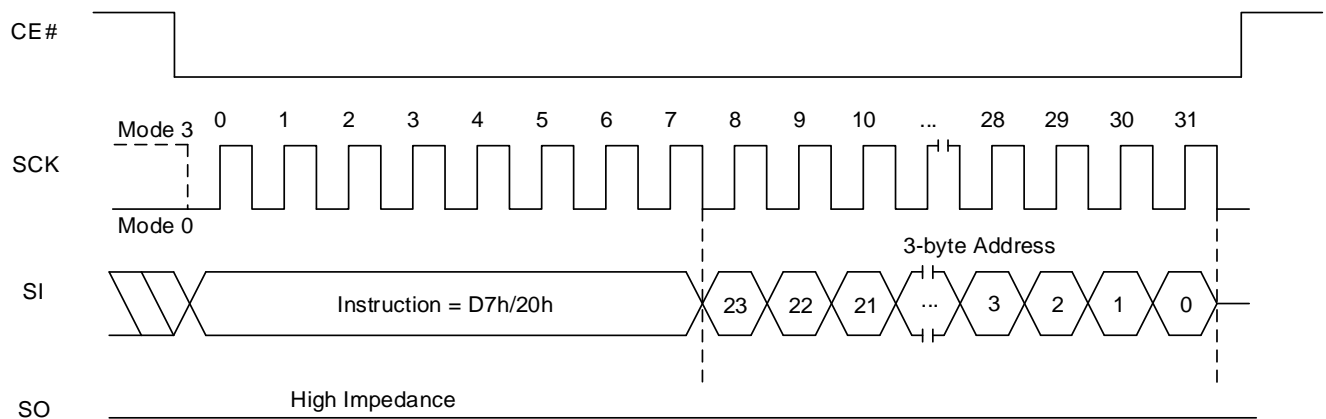 CE#
0 1 2 3 4 5 6 7 8 9 10 ... 28 29 30 31
Mode 3
SCK
Mode 0
3-byte Address
SI
Instruction = D7h/20h 23 22 21 ... 3 2 1 0
High Impedance
SO